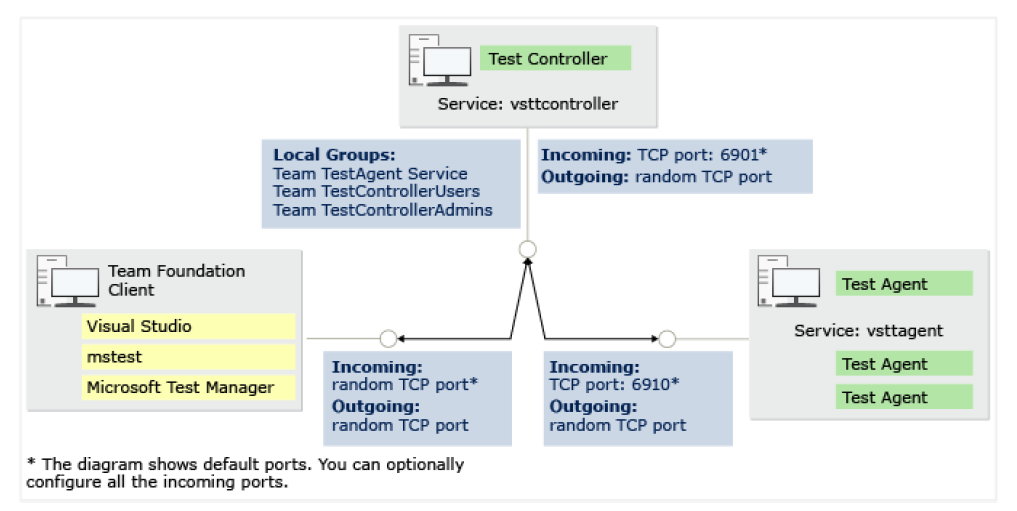 Test Controller
Service: vsttcontroller
Local Groups:
Team TestAgent Service
Team TestControllerUsers
Team TestControllerAdmins
Incoming: TCP port: 6901*
Outgoing: random TCP port
Team Foundation
Client
Visual Studio
mstest
Microsoft Test Manager
Incoming:
random TCP port*
Outgoing:
random TCP port
Incoming:
TCP port: 6910*
Outgoing:
random TCP port
Test Agent
Service: vsttagent
Test Agent
Test Agent
* The diagram shows default ports. You can optionally
configure all the incoming ports.